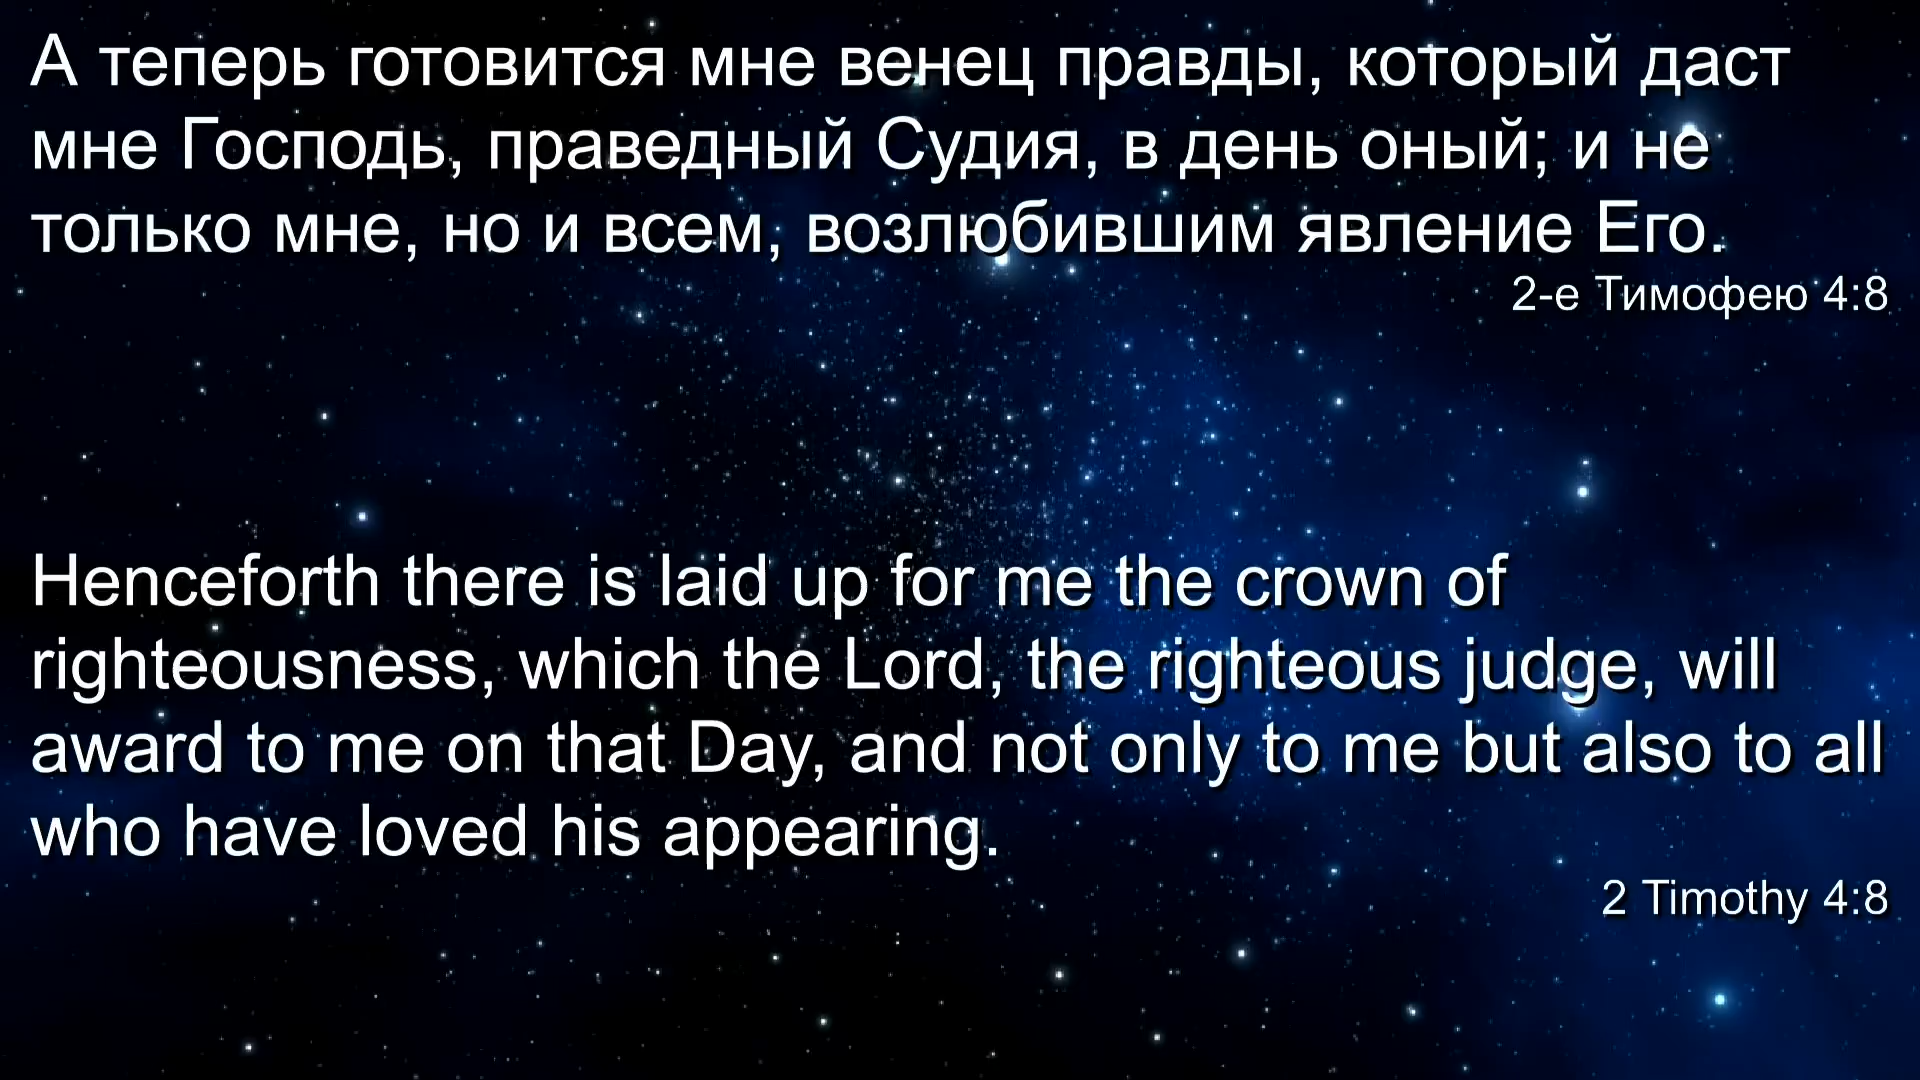 А теперь готовится мне венец правды, который даст
мне Господь, праведный Судия, в день оный; и не
только мне, но и всем, возлюбившим явление Его.
2-е Тимофею 4:8
Henceforth there is laid up for me the crown of
righteousness, which the Lord, the righteous judge, will
award to me on that Day, and not only to me but also to all
who have loved his appearing.
2 Timothy 4:8